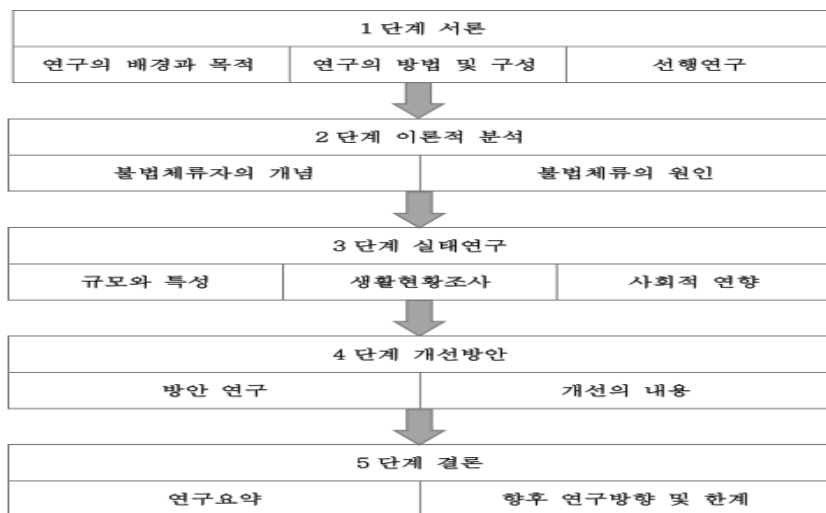 1 단계 서론
연구의 배경과 목적 연구의 방법 및 구성 선행연구
2 단계 이론적 분석
불법체류자의 개념 불법체류의 원인
3 단계 실태연구
규모와 특성 생활현황조사 사회적 연향
4 단계 개선방안
방안 연구 개선의 내용
5 단계 결론
연구요약 향후 연구방향 및 한계